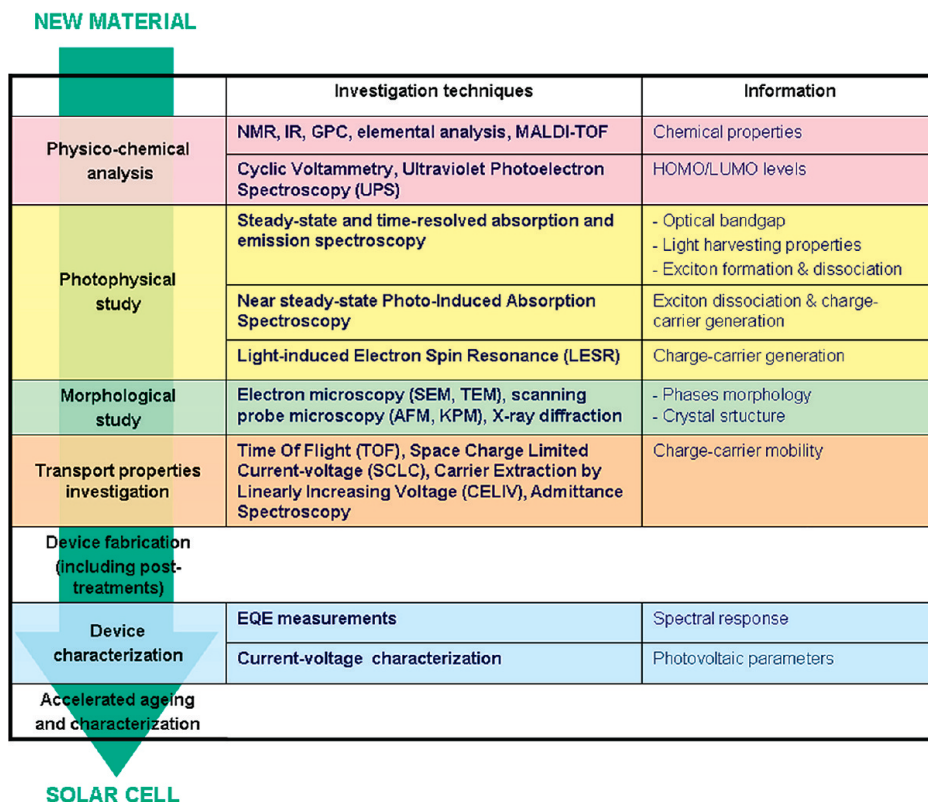 NEW MATERIAL
Investigation techniques
Information
Physico-chemical
analysis
NMR, IR, GPC, elemental analysis, MALDI-TOF
Chemical properties
Cyclic Voltammetry, Ultraviolet Photoelectron
Spectroscopy (UPS)
HOMO/LUMO levels
Photophysical
study
Steady-state and time-resolved absorption and
emission spectroscopy
- Optical bandgap
- Light harvesting properties
- Exciton formation & dissociation
Near steady-state Photo-Induced Absorption
Spectroscopy
Exciton dissociation & charge-
carrier generation
Light-induced Electron Spin Resonance (LESR)
Charge-carrier generation
Morphological
study
Electron microscopy (SEM, TEM), scanning
probe microscopy (AFM, KPM), X-ray diffraction
- Phases morphology
- Crystal srtucture
Transport properties
investigation
Time Of Flight (TOF), Space Charge Limited
Current-voltage (SCLC), Carrier Extraction by
Linearly Increasing Voltage (CELIV), Admittance
Spectroscopy
Charge-carrier mobility
Device fabrication
(including post-
treatments)
Device
characterization
EQE measurements
Spectral response
Current-voltage characterization
Photovoltaic parameters
Accelerated ageing
and characterization
SOLAR CELL